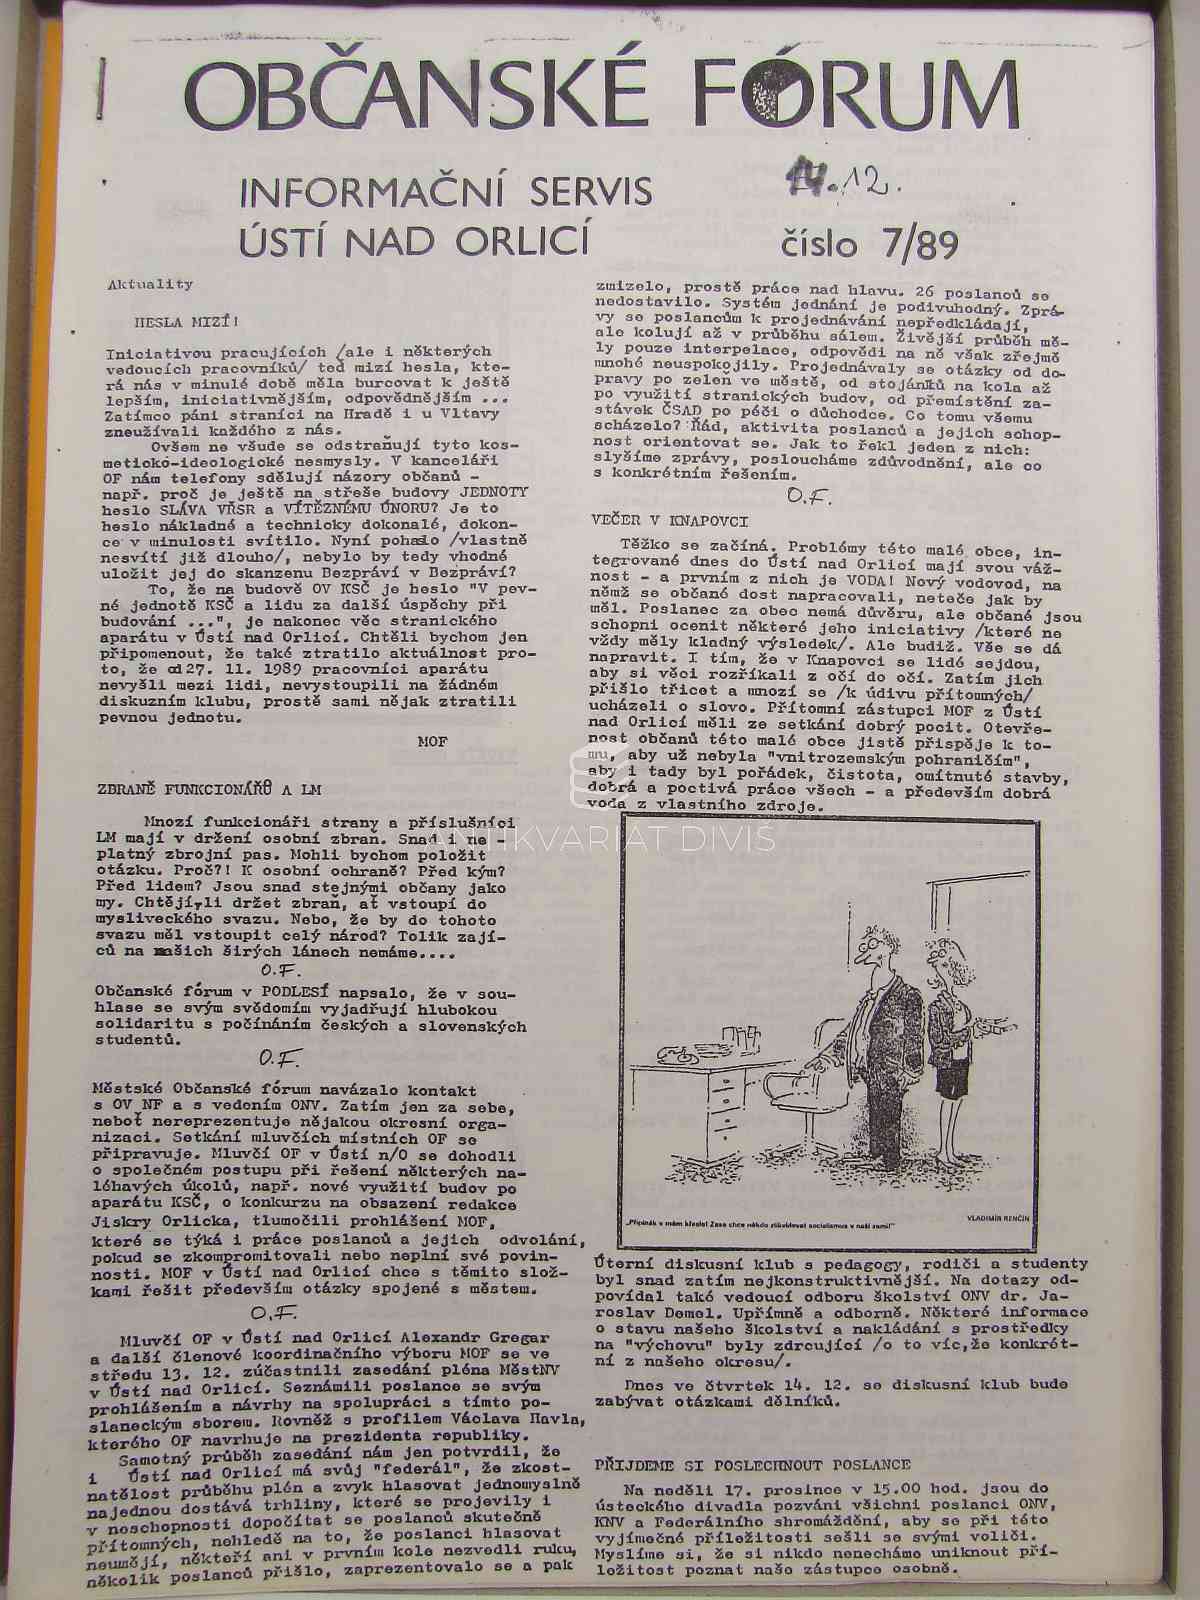 OBČANSKÉ FÓRUM
INFORMAČNÍ SERVIS
ÚSTÍ NAD ORLICÍ
14.12.
číslo 7/89
Aktuality
HESLA MIZÍ!
Iniciativou pracujících /ale i některých
vedoucích pracovníků/ teď mizí hesla, kte-
rá nás v minulé době měla burcovat k ještě
lepším, iniciativnějším, odpovědnějším ...
Zatímco páni straníci na Hradě i u Vltavy
zneužívali každého z nás.
Ovšem ne všude se odstraňují tyto kos-
meticko-ideologické nesmysly. V kanceláři
OF nám telefony sdělují názory občanů -
např. proč je ještě na střeše budovy JEDNOTY
heslo SLÁVA VŘSR a VÍTĚZNÉMU ÚNORU? Je to
heslo nákladné a technicky dokonalé, dokon-
ce v minulosti svítilo. Nyní pohaslo /vlastně
nesvítí již dlouho/, nebylo by tedy vhodné
uložit jej do skanzenu Bezpráví v Bezpráví?
To, že na budově OV KSČ je heslo "V pev-
né jednotě KSČ a lidu za další úspěchy při
budování ...", je nakonec věc stranického
aparátu v Ústí nad Orlicí. Chtěli bychom jen
připomenout, že také ztratilo aktuálnost pro-
to, že od 27. 11. 1989 pracovníci aparátu
nevyšli mezi lidi, nevystoupili na žádném
diskuzním klubu, prostě sami nějak ztratili
pevnou jednotu.
MOF
ZBRANĚ FUNKCIONÁŘŮ A LM
Mnozí funkcionáři strany a příslušníci
LM mají v držení osobní zbraň. Snad i ne -
platný zbrojní pas. Mohli bychom položit
otázku. Proč?! K osobní ochraně? Před kým?
Před lidem? Jsou snad stejnými občany jako
my. Chtějí-li držet zbraň, ať vstoupí do
mysliveckého svazu. Nebo, že by do tohoto
svazu měl vstoupit celý národ? Tolik zají-
ců na našich širých lánech nemáme....
O.F.
Občanské fórum v PODLESÍ napsalo, že v sou-
hlase se svým svědomím vyjadřují hlubokou
solidaritu s počínáním českých a slovenských
studentů.
O.F.
Městské Občanské fórum navázalo kontakt
s OV NF a s vedením ONV. Zatím jen za sebe,
neboť nereprezentuje nějakou okresní orga-
nizaci. Setkání mluvčích místních OF se
připravuje. Mluvčí OF v Ústí n/O se dohodli
o společném postupu při řešení některých na-
léhavých úkolů, např. nové využití budov po
aparátu KSČ, o konkurzu na obsazení redakce
Jiskry Orlicka, tlumočili prohlášení MOF,
které se týká i práce poslanců a jejich odvolání,
pokud se zkompromitovali nebo neplní své povin-
nosti. MOF v Ústí nad Orlicí chce s těmito slož-
kami řešit především otázky spojené s městem.
O.F.
Mluvčí OF v Ústí nad Orlicí Alexandr Gregar
a další členové koordinačního výboru MOF se ve
středu 13. 12. zúčastnili zasedání pléna MěstNV
v Ústí nad Orlicí. Seznámili poslance se svým
prohlášením a návrhy na spolupráci s tímto po-
slaneckým sborem. Rovněž s profilem Václava Havla,
kterého OF navrhuje na prezidenta republiky.
Samotný průběh zasedání nám jen potvrdil, že
i Ústí nad Orlicí má svůj "federál", že zkost-
natělost průběhu plén a zvyk hlasovat jednomyslně
najednou dostává trhliny, které se projevily i
v neschopnosti dopočítat se poslanců skutečně
přítomných, nehledě na to, že poslanci hlasovat
neumějí, někteří ani v prvním kole nezvedli ruku,
několik poslanců přišlo, zaprezentovalo se a pak
zmizelo, prostě práce nad hlavu. 26 poslanců se
nedostavilo. Systém jednání je podivuhodný. Zprá-
vy se poslancům k projednávání nepředkládají,
ale kolují až v průběhu sálem. Živější průběh mě-
ly pouze interpelace, odpovědi na ně však zřejmě
mnohé neuspokojily. Projednávaly se otázky od do-
pravy po zeleň ve městě, od stojánků na kola až
po využití stranických budov, od přemístění za-
stávek ČSAD po péči o důchodce. Co tomu všemu
scházelo? Řád, aktivita poslanců a jejich schop-
nost orientovat se. Jak to řekl jeden z nich:
slyšíme zprávy, posloucháme zdůvodnění, ale co
s konkrétním řešením.
O.F.
VEČER V KNAPOVCI
Těžko se začíná. Problémy této malé obce, in-
tegrované dnes do Ústí nad Orlicí mají svou váž-
nost - a prvním z nich je VODA! Nový vodovod, na
němž se občané dost napracovali, neteče jak by
měl. Poslanec za obec nemá důvěru, ale občané jsou
schopni ocenit některé jeho iniciativy /které ne
vždy měly kladný výsledek/. Ale budiž. Vše se dá
napravit. I tím, že v Knapovci se lidé sejdou,
aby si věci rozříkali z očí do očí. Zatím jich
přišlo třicet a mnozí se /k údivu přítomných/
ucházeli o slovo. Přítomní zástupci MOF z Ústí
nad Orlicí měli ze setkání dobrý pocit. Otevře-
nost občanů této malé obce jistě přispěje k to-
mu, aby už nebyla "vnitrozemským pohraničím",
aby i tady byl pořádek, čistota, omítnuté stavby,
dobrá a poctivá práce všech - a především dobrá
voda z vlastního zdroje.
ANTIKVARIAT DIVIŠ
„Připínák v mém křesle! Zase chce někdo zlikvidovat socialismus v naší zemi!"
VLADIMÍR RENČÍN
Úterní diskusní klub s pedagogy, rodiči a studenty
byl snad zatím nejkonstruktivnější. Na dotazy od-
povídal také vedoucí odboru školství ONV dr. Ja-
roslav Demel. Upřímně a odborně. Některé informace
o stavu našeho školství a nakládání s prostředky
na "výchovu" byly zdrcující /o to víc,že konkrét-
ní z našeho okresu/.
Dnes ve čtvrtek 14. 12. se diskusní klub bude
zabývat otázkami dělníků.
PŘIJDEME SI POSLECHNOUT POSLANCE
Na neděli 17. prosince v 15.00 hod. jsou do
ústeckého divadla pozváni všichni poslanci ONV,
KNV a Federálního shromáždění, aby se při této
vyjímečné příležitosti sešli se svými voliči.
Myslíme si, že si nikdo nenecháme uniknout pří-
ležitost poznat naše zástupce osobně.